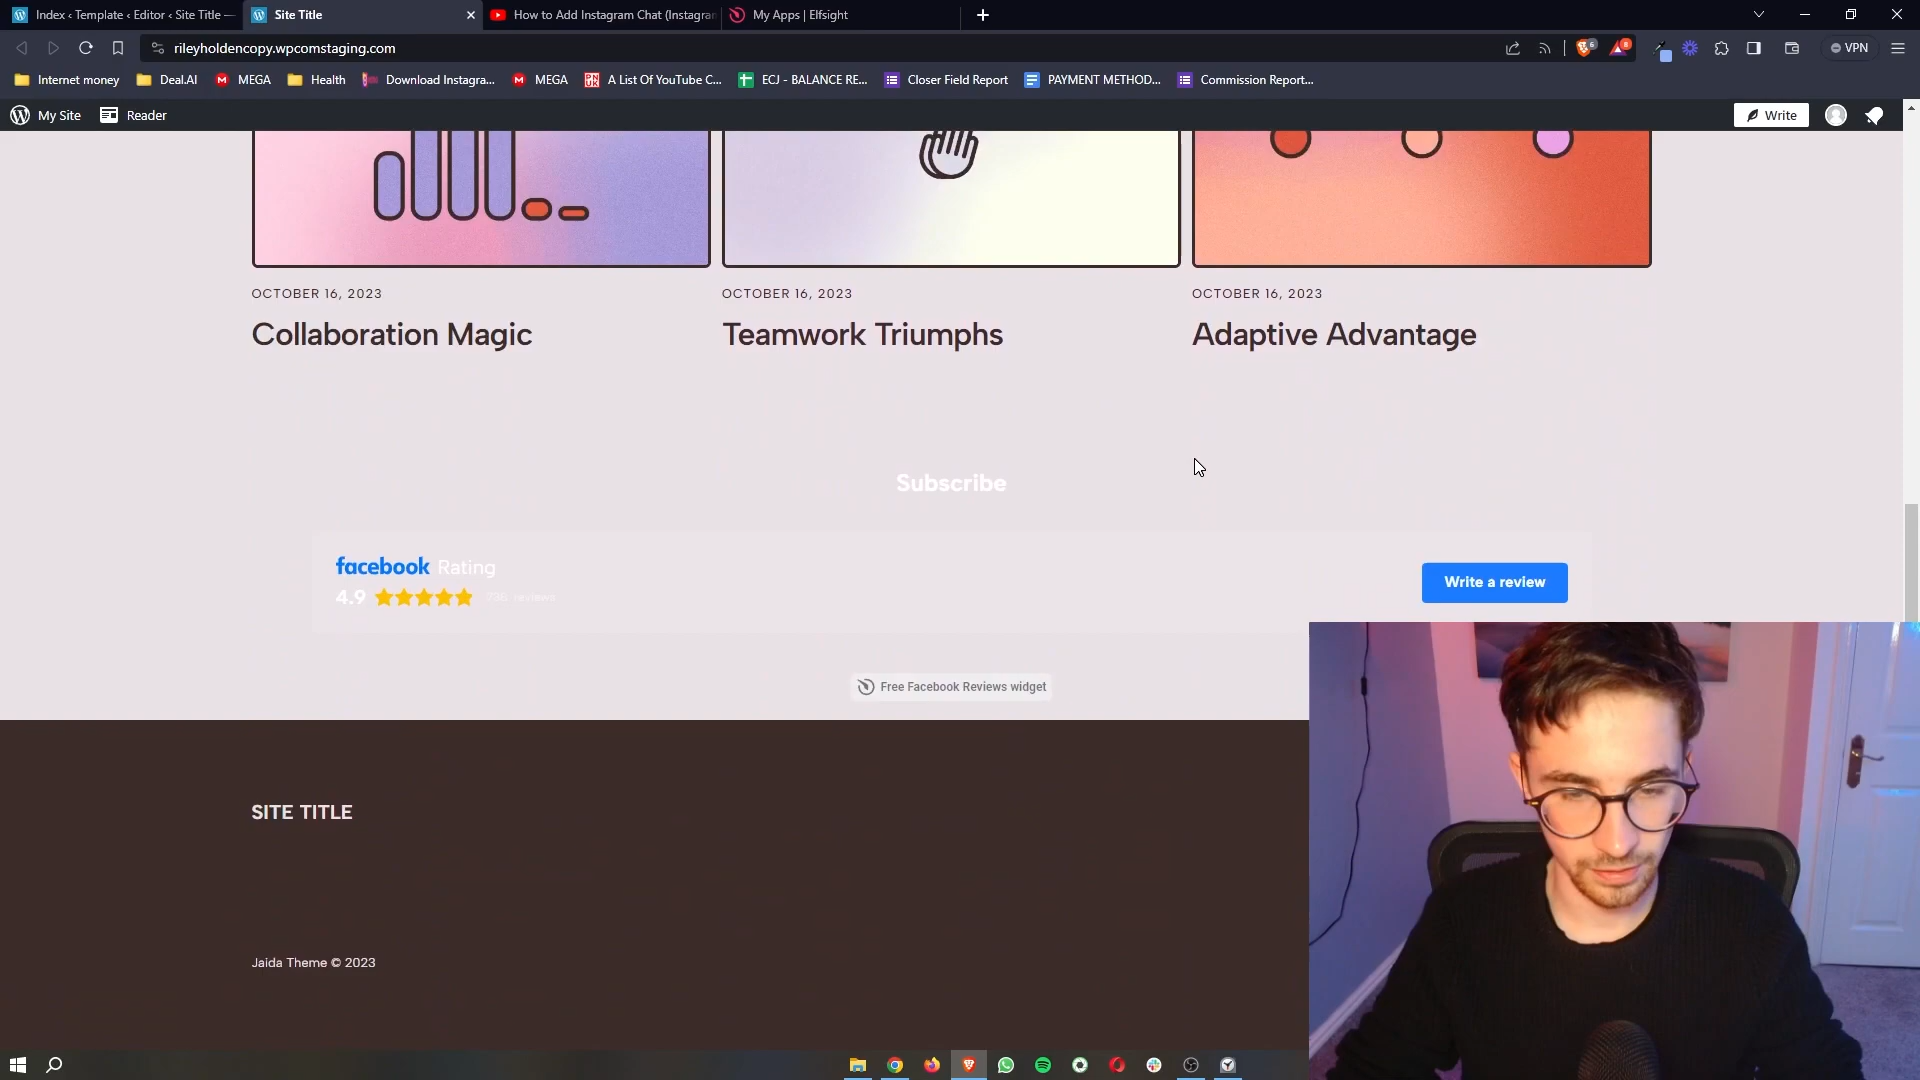 Index ‹ Template ‹ Editor ‹ Site Title —
Site Title
How to Add Instagram Chat (Instagram
My Apps | Elfsight
rileyholdencopy.wpcomstaging.com
VPN
Internet money
Deal.AI
MEGA
Health
Download Instagra...
MEGA
A List Of YouTube C...
ECJ - BALANCE RE...
Closer Field Report
PAYMENT METHOD...
Commission Report...
My Site
Reader
Write
OCTOBER 16, 2023
OCTOBER 16, 2023
OCTOBER 16, 2023
Collaboration Magic
Teamwork Triumphs
Adaptive Advantage
Subscribe
facebook Rating
4.9
reviews
Write a review
Free Facebook Reviews widget
SITE TITLE
Jaida Theme © 2023